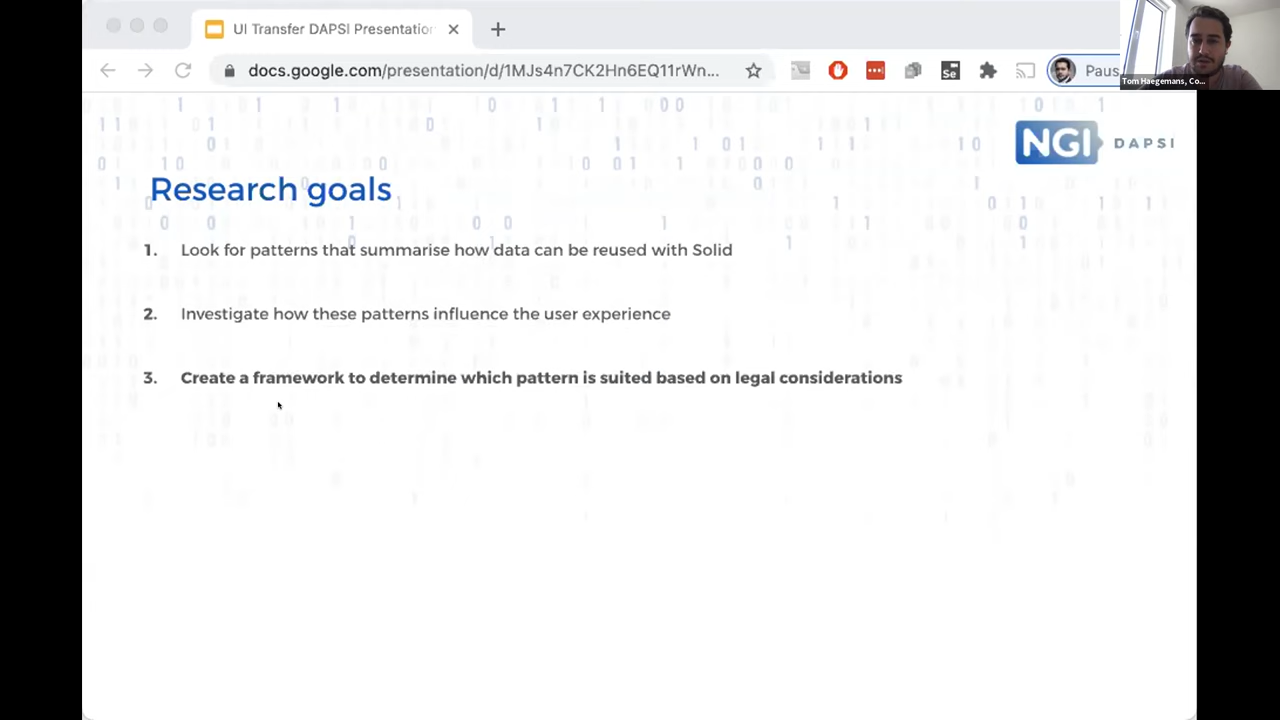 UI Transfer DAPSI Presentation
docs.google.com/presentation/d/1MJs4n7CK2Hn6EQ11rWn...
Se
Paus
Tom Haegemans, Co...
NGI DAPSI
Research goals
1. Look for patterns that summarise how data can be reused with Solid
2. Investigate how these patterns influence the user experience
3. Create a framework to determine which pattern is suited based on legal considerations